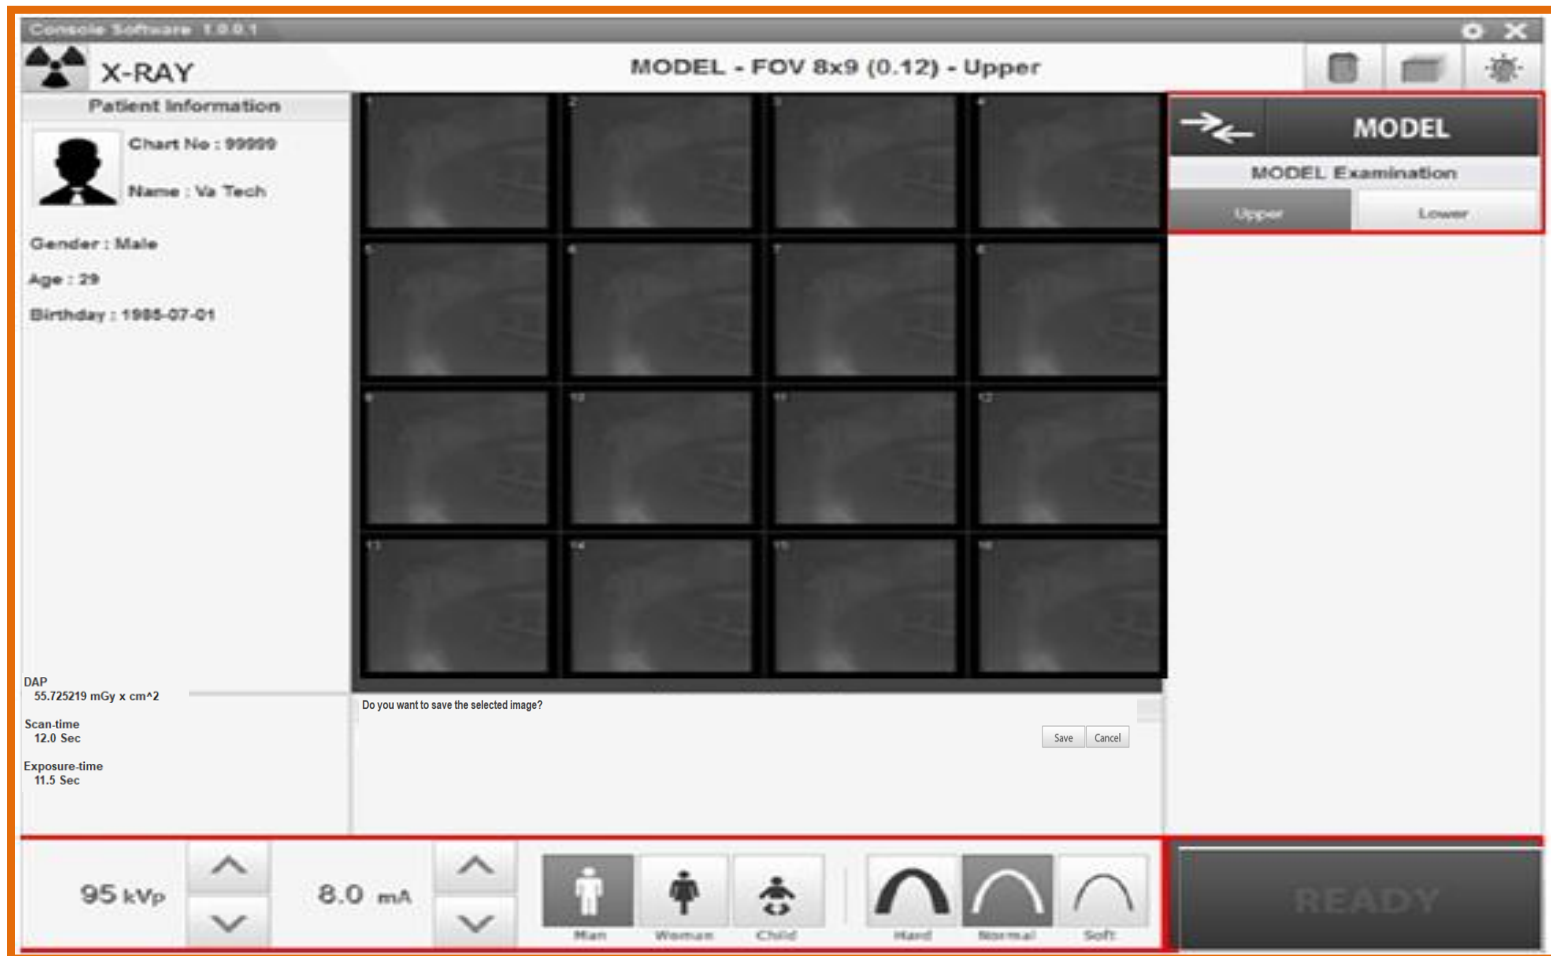 Console Software 1.0.0.1
X-RAY
MODEL - FOV 8x9 (0.12) - Upper
Patient Information
Chart No : 99999
Name : Va Tech
Gender : Male
Age : 29
Birthday : 1985-07-01
1 2 3 4
5 6 7 8
9 10 11 12
13 14 15 16
MODEL
MODEL Examination
Upper Lower
DAP
55.725219 mGy x cm^2
Scan-time
12.0 Sec
Exposure-time
11.5 Sec
Do you want to save the selected image?
Save Cancel
95 kVp
8.0 mA
Man Woman Child
Hard Normal Soft
READY